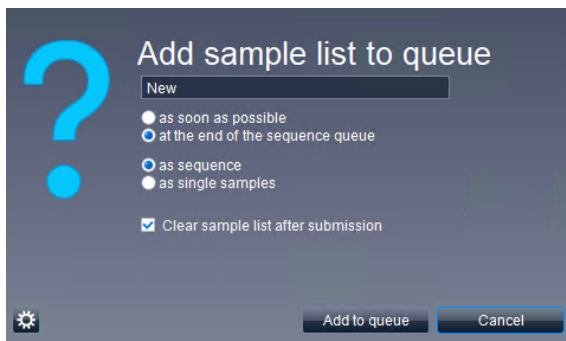 Add sample list to queue
New
as soon as possible
at the end of the sequence queue
as sequence
as single samples
Clear sample list after submission
Add to queue Cancel